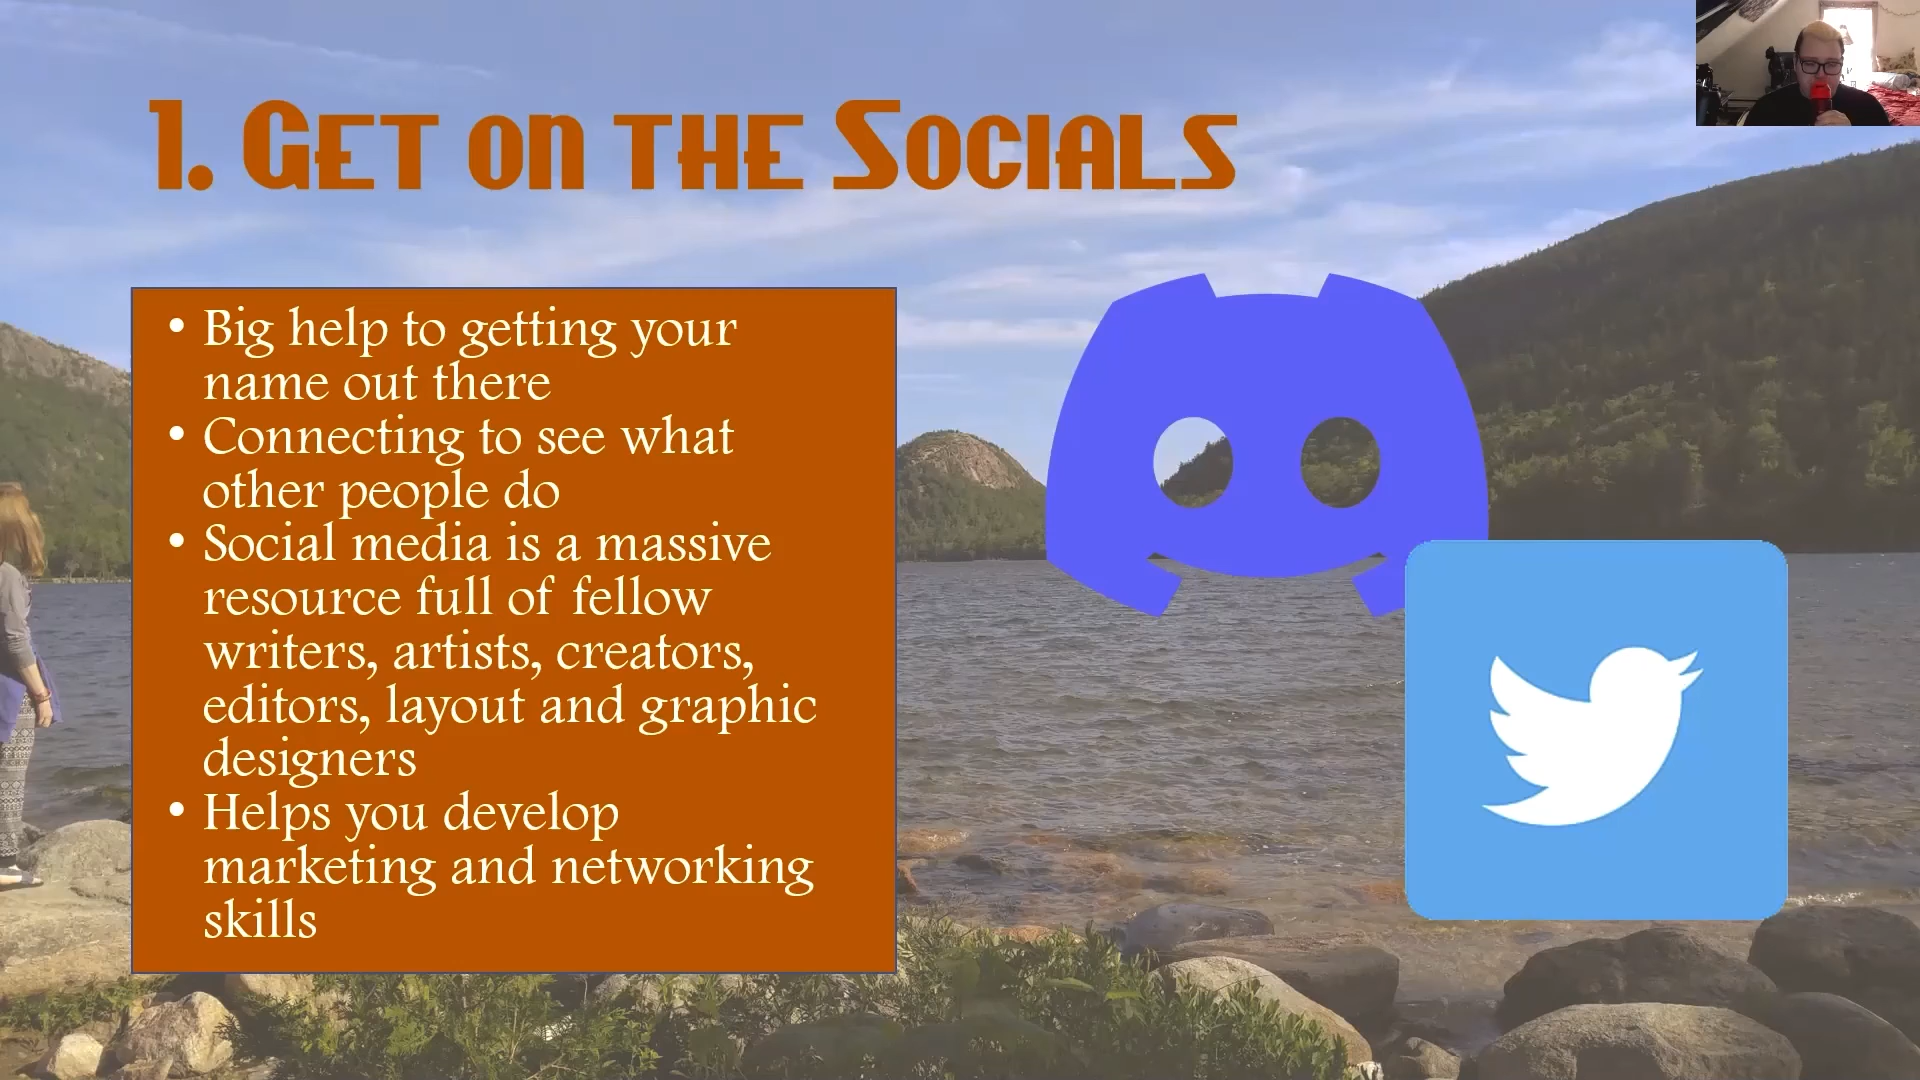 1. Get on the Socials
• Big help to getting your
name out there
• Connecting to see what
other people do
• Social media is a massive
resource full of fellow
writers, artists, creators,
editors, layout and graphic
designers
• Helps you develop
marketing and networking
skills